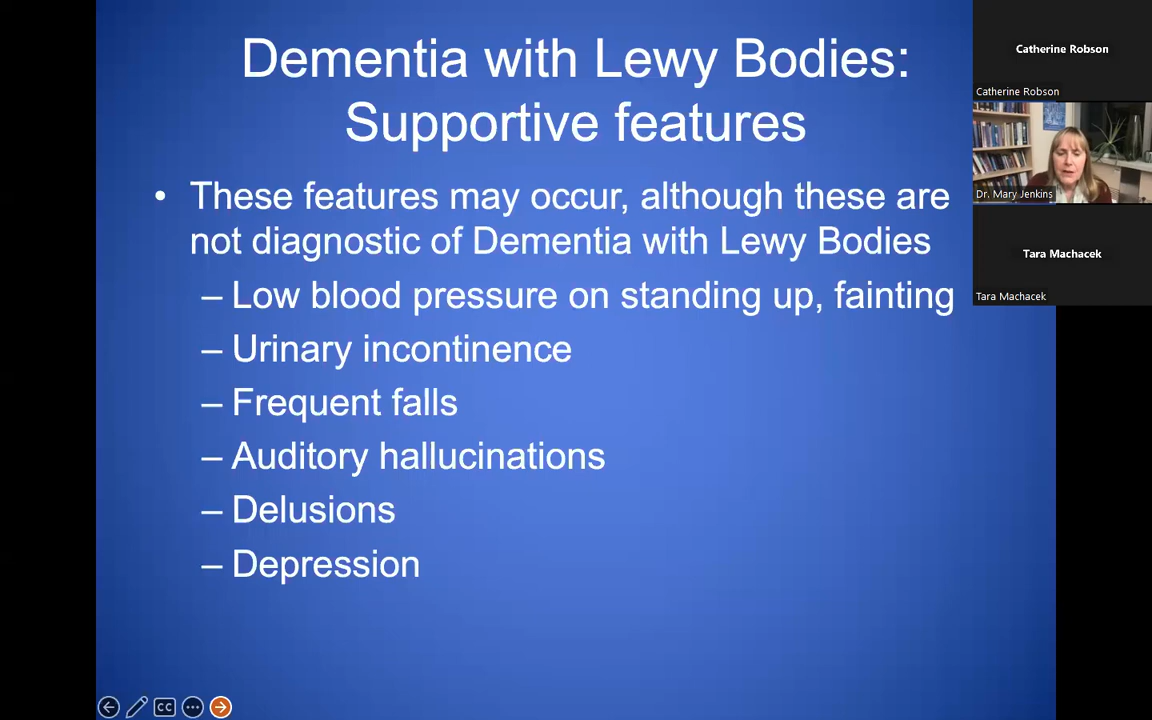 Dementia with Lewy Bodies:
Supportive features
• These features may occur, although these are
not diagnostic of Dementia with Lewy Bodies
– Low blood pressure on standing up, fainting
– Urinary incontinence
– Frequent falls
– Auditory hallucinations
– Delusions
– Depression
Catherine Robson
Catherine Robson
Dr. Mary Jenkins
Tara Machacek
Tara Machacek
CC